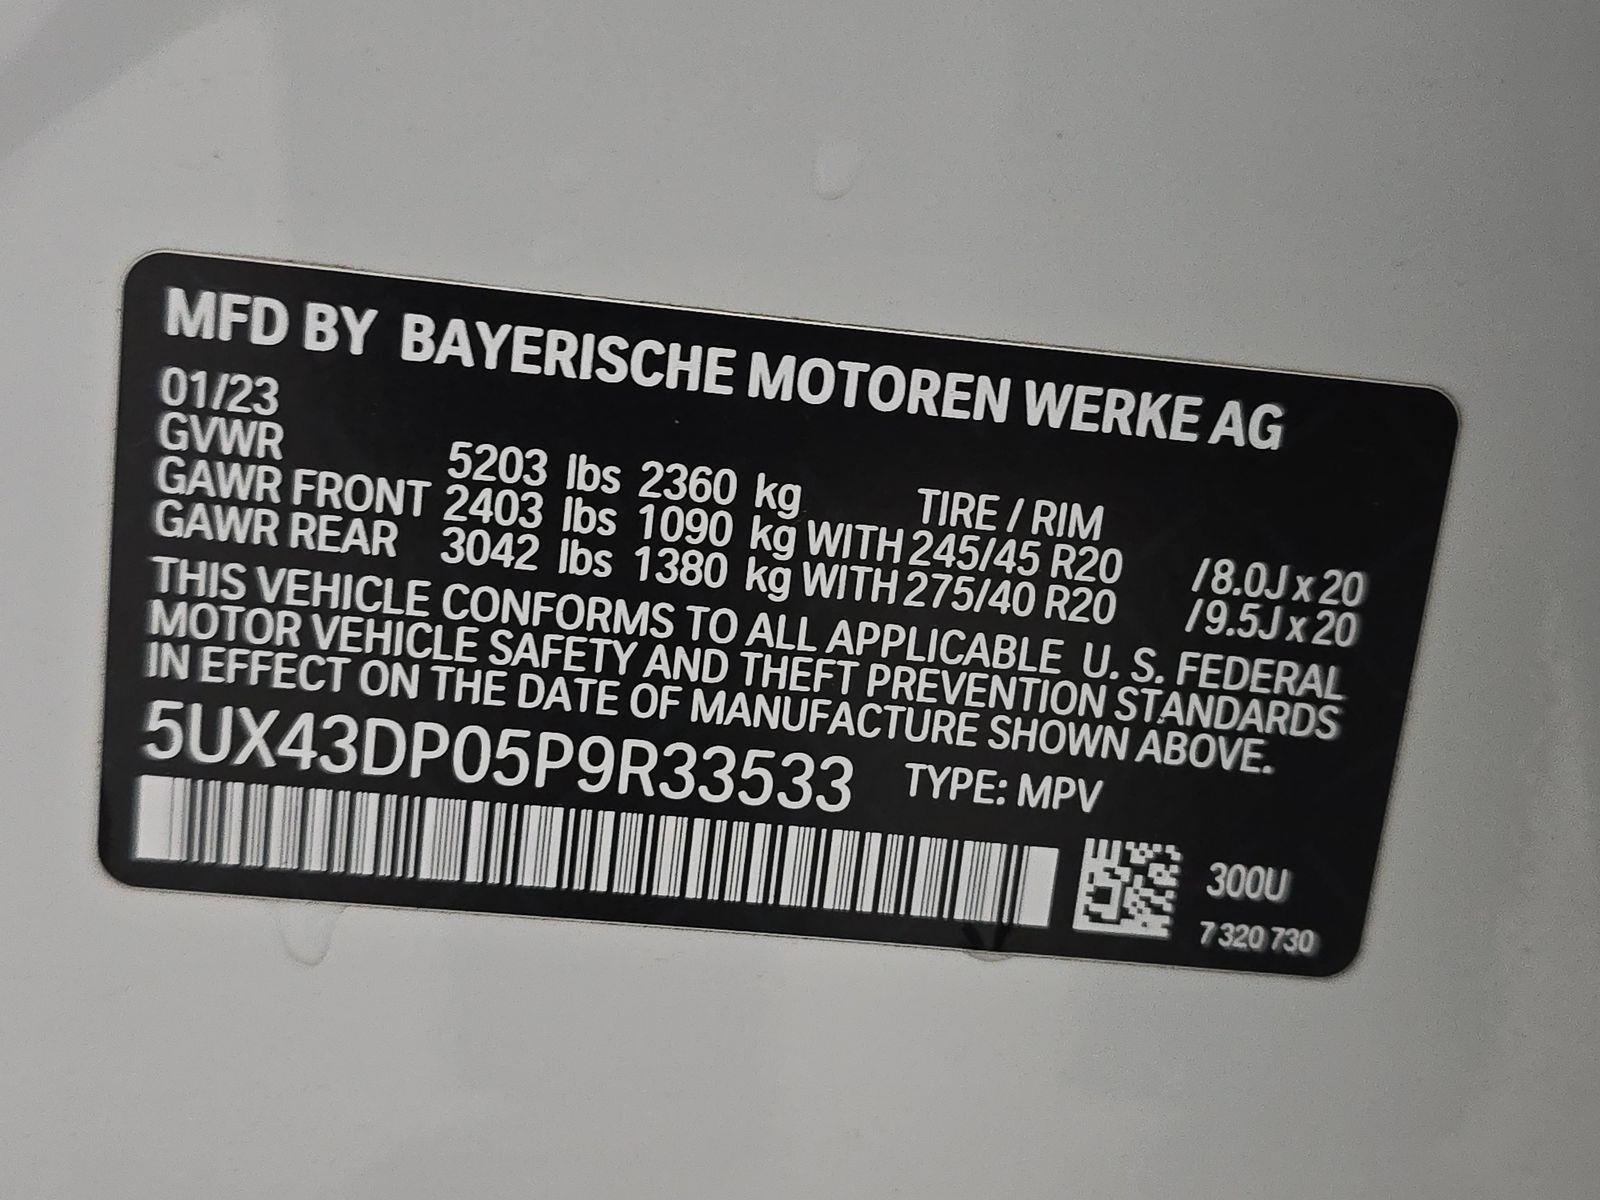 MFD BY BAYERISCHE MOTOREN WERKE AG
01/23
GVWR 5203 lbs 2360 kg TIRE / RIM
GAWR FRONT 2403 lbs 1090 kg WITH 245/45 R20 /8.0J x 20
GAWR REAR 3042 lbs 1380 kg WITH 275/40 R20 /9.5J x 20
THIS VEHICLE CONFORMS TO ALL APPLICABLE U. S. FEDERAL
MOTOR VEHICLE SAFETY AND THEFT PREVENTION STANDARDS
IN EFFECT ON THE DATE OF MANUFACTURE SHOWN ABOVE.
5UX43DP05P9R33533 TYPE: MPV
300U
7 320 730